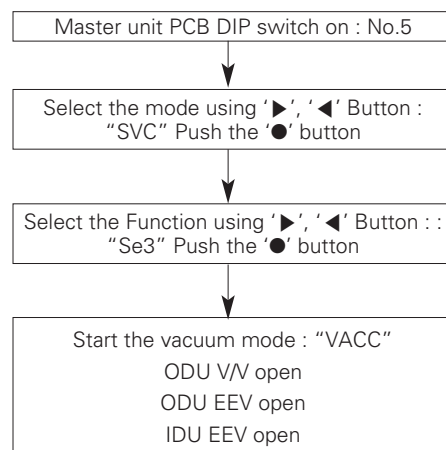 Master unit PCB DIP switch on : No.5
Select the mode using ‘▶’, ‘◀’ Button :
“SVC” Push the ‘●’ button
Select the Function using ‘▶’, ‘◀’ Button : :
“Se3” Push the ‘●’ button
Start the vacuum mode : “VACC”
ODU V/V open
ODU EEV open
IDU EEV open